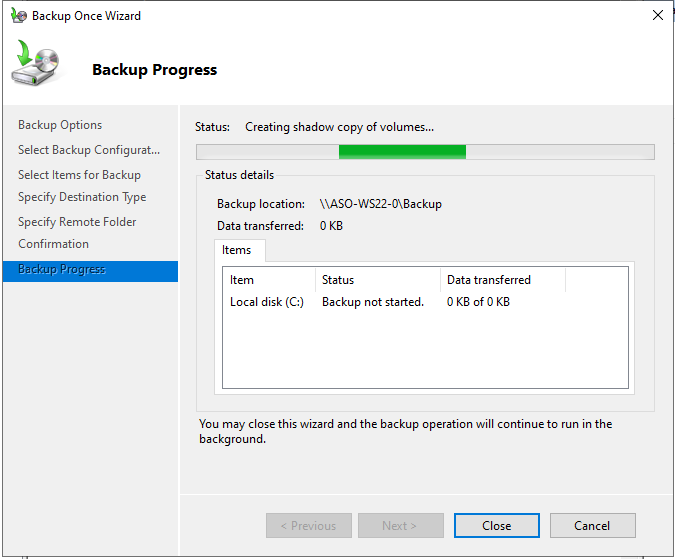 Backup Once Wizard
Backup Progress
Backup Options
Select Backup Configurat...
Select Items for Backup
Specify Destination Type
Specify Remote Folder
Confirmation
Backup Progress
Status: Creating shadow copy of volumes...
Status details
Backup location: \\ASO-WS22-0\Backup
Data transferred: 0 KB
Items
Item Status Data transferred
Local disk (C:) Backup not started. 0 KB of 0 KB
You may close this wizard and the backup operation will continue to run in the
background.
< Previous Next > Close Cancel